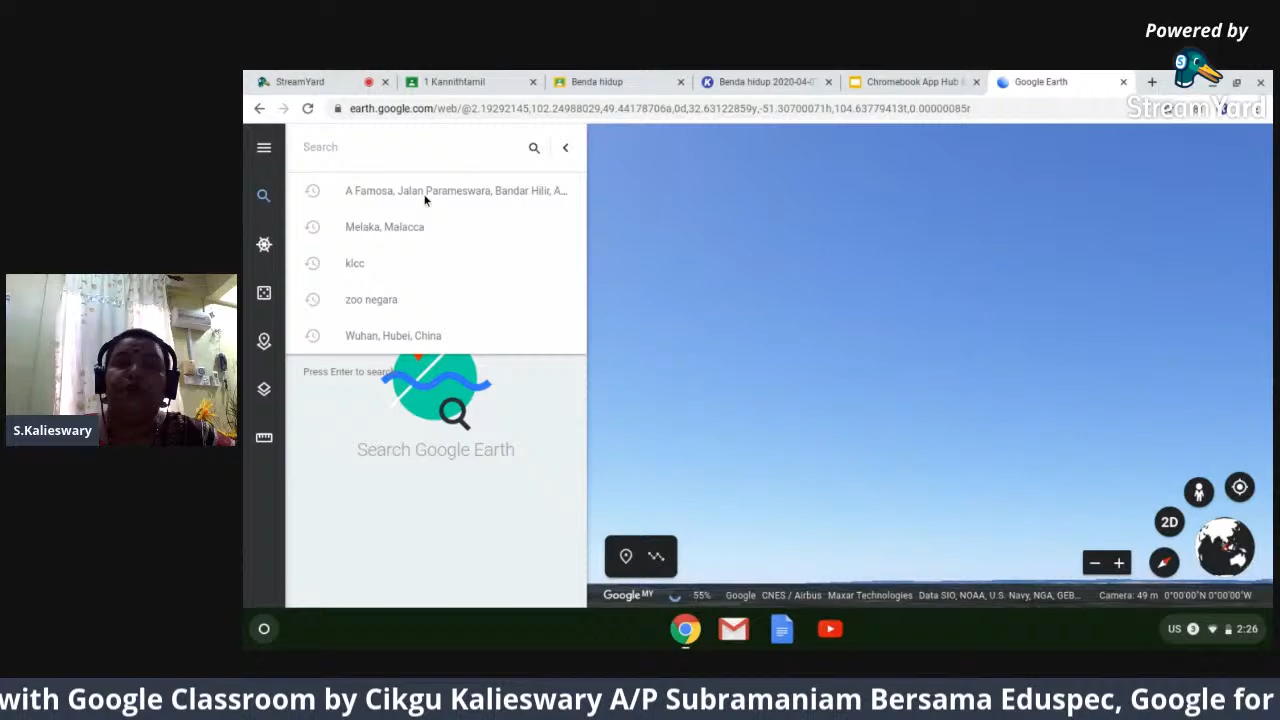 Powered by
StreamYard
StreamYard
1 Kannithtamil
Benda hidup
Benda hidup 2020-04-0
Chromebook App Hub
Google Earth
earth.google.com/web/@2.19292145,102.24988029,49.44178706a,0d,32.63122859y,-51.30700071h,104.63779413t,0.00000085r
Search
A Famosa, Jalan Parameswara, Bandar Hilir, A...
Melaka, Malacca
klcc
zoo negara
Wuhan, Hubei, China
Press Enter to search
Search Google Earth
S.Kalieswary
2D
Google MY
55%
Google
CNES / Airbus
Maxar Technologies
Data SIO, NOAA, U.S. Navy, NGA, GEB...
Camera: 49 m
0°00'00"N 0°00'00"W
US 3 2:26
with Google Classroom by Cikgu Kalieswary A/P Subramaniam Bersama Eduspec, Google for